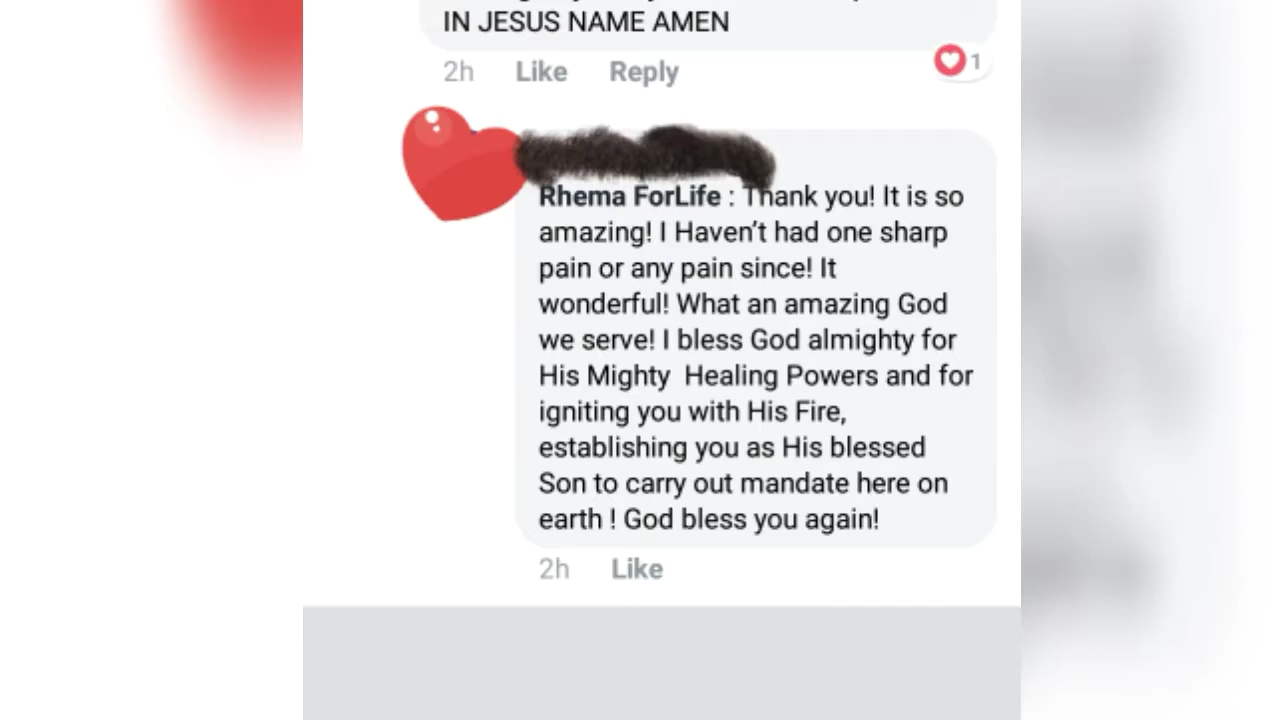 IN JESUS NAME AMEN
2h Like Reply 1
Rhema ForLife : Thank you! It is so
amazing! I Haven't had one sharp
pain or any pain since! It
wonderful! What an amazing God
we serve! I bless God almighty for
His Mighty  Healing Powers and for
igniting you with His Fire,
establishing you as His blessed
Son to carry out mandate here on
earth ! God bless you again!
2h Like